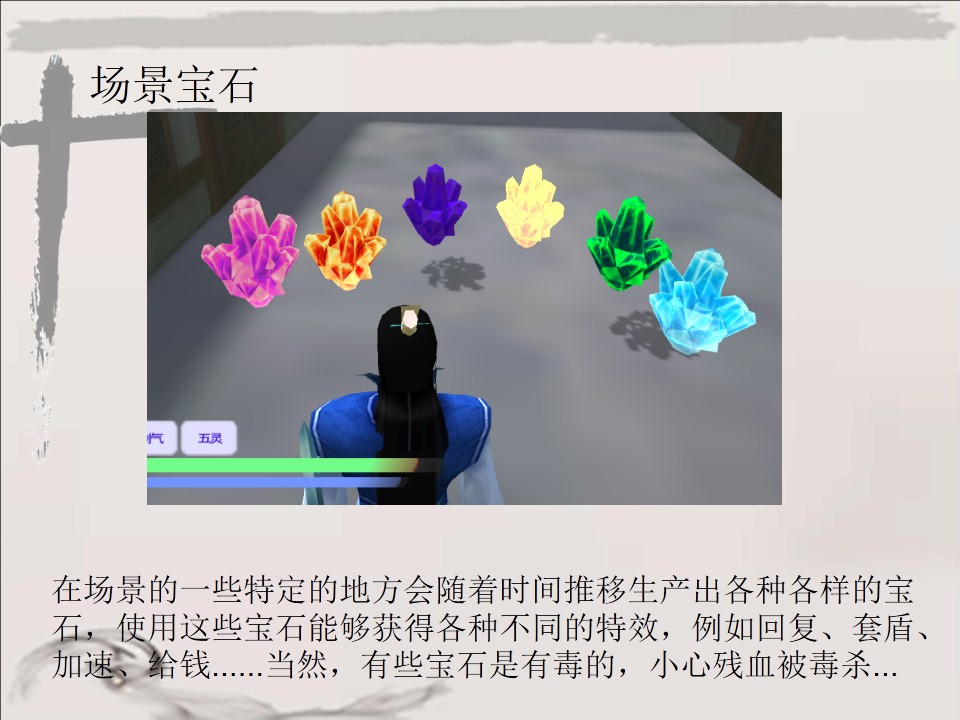 场景宝石
五灵
在场景的一些特定的地方会随着时间推移生产出各种各样的宝
石，使用这些宝石能够获得各种不同的特效，例如回复、套盾、
加速、给钱......当然，有些宝石是有毒的，小心残血被毒杀...